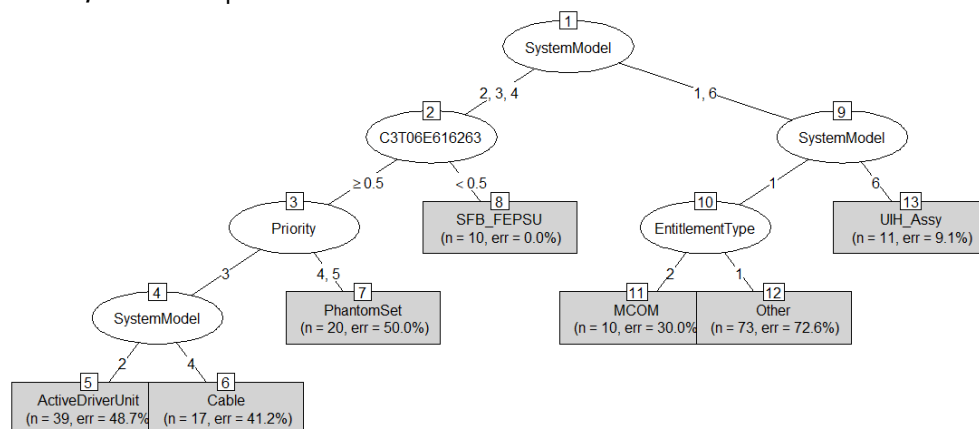 1
SystemModel
2, 3, 4
1, 6
2
C3T06E616263
9
SystemModel
≥ 0.5
< 0.5
1
6
3
Priority
8
SFB_FEPSU
(n = 10, err = 0.0%)
10
EntitlementType
13
UIH_Assy
(n = 11, err = 9.1%)
3
4, 5
2
1
4
SystemModel
7
PhantomSet
(n = 20, err = 50.0%)
11
MCOM
(n = 10, err = 30.0%
12
Other
(n = 73, err = 72.6%)
2
4
5
ActiveDriverUnit
(n = 39, err = 48.7%
6
Cable
(n = 17, err = 41.2%)